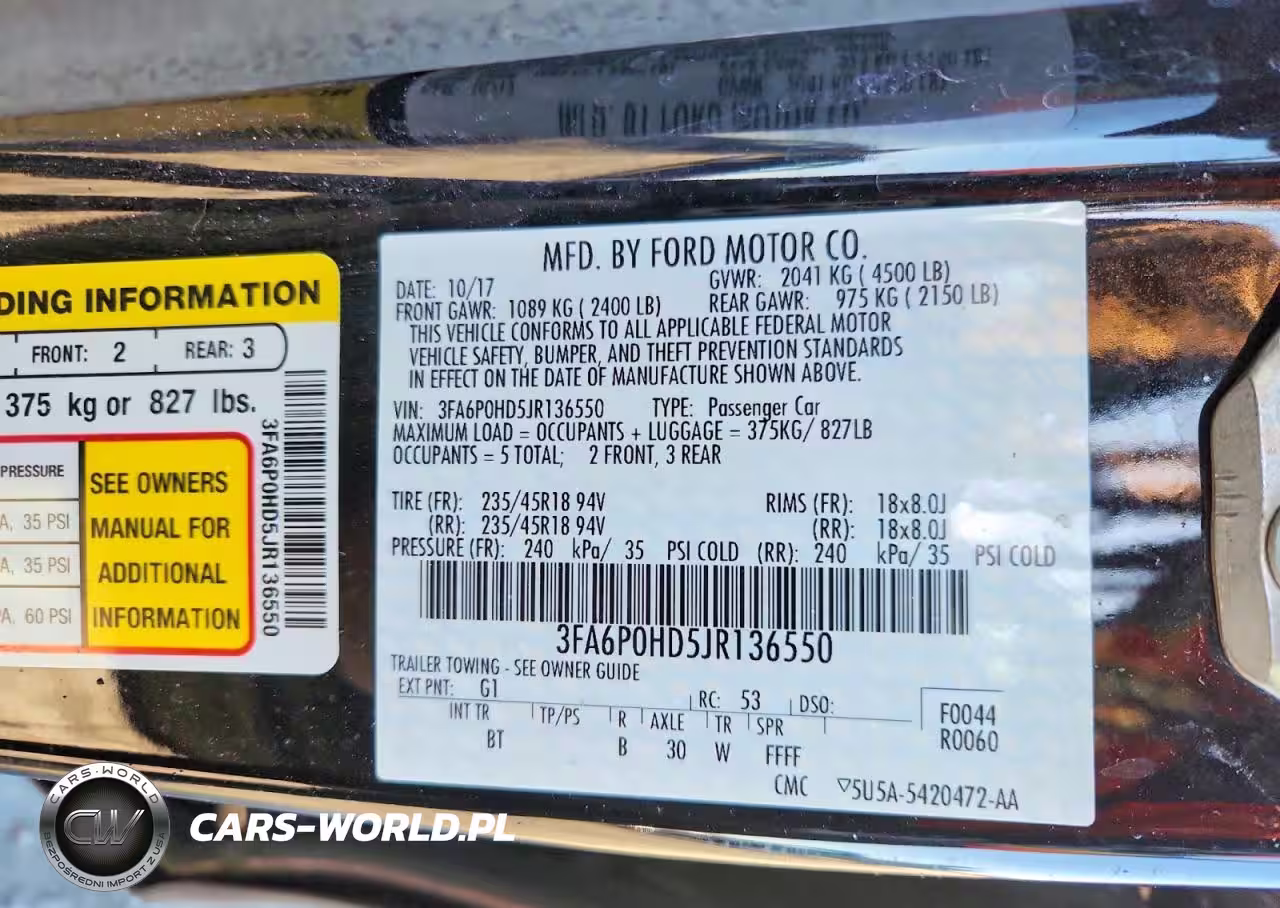 DING INFORMATION
FRONT: 2 REAR: 3
375 kg or 827 lbs.
PRESSURE
A, 35 PSI
A, 35 PSI
PA, 60 PSI
SEE OWNERS
MANUAL FOR
ADDITIONAL
INFORMATION
3FA6P0HD5JR136550
MFD. BY FORD MOTOR CO.
DATE: 10/17 GVWR: 2041 KG ( 4500 LB)
FRONT GAWR: 1089 KG ( 2400 LB) REAR GAWR: 975 KG ( 2150 LB)
THIS VEHICLE CONFORMS TO ALL APPLICABLE FEDERAL MOTOR
VEHICLE SAFETY, BUMPER, AND THEFT PREVENTION STANDARDS
IN EFFECT ON THE DATE OF MANUFACTURE SHOWN ABOVE.
VIN: 3FA6P0HD5JR136550 TYPE: Passenger Car
MAXIMUM LOAD = OCCUPANTS + LUGGAGE = 375KG/ 827LB
OCCUPANTS = 5 TOTAL; 2 FRONT, 3 REAR
TIRE (FR): 235/45R18 94V RIMS (FR): 18x8.0J
(RR): 235/45R18 94V (RR): 18x8.0J
PRESSURE (FR): 240 kPa/ 35 PSI COLD (RR): 240 kPa/ 35 PSI COLD
3FA6P0HD5JR136550
TRAILER TOWING - SEE OWNER GUIDE
EXT PNT: G1 RC: 53 DSO:
INT TR TP/PS R AXLE TR SPR
BT B 30 W FFFF
F0044
R0060
CMC ▽5U5A-5420472-AA
CARS-WORLD
CW
BEZPOŚREDNI IMPORT Z USA
CARS-WORLD.PL